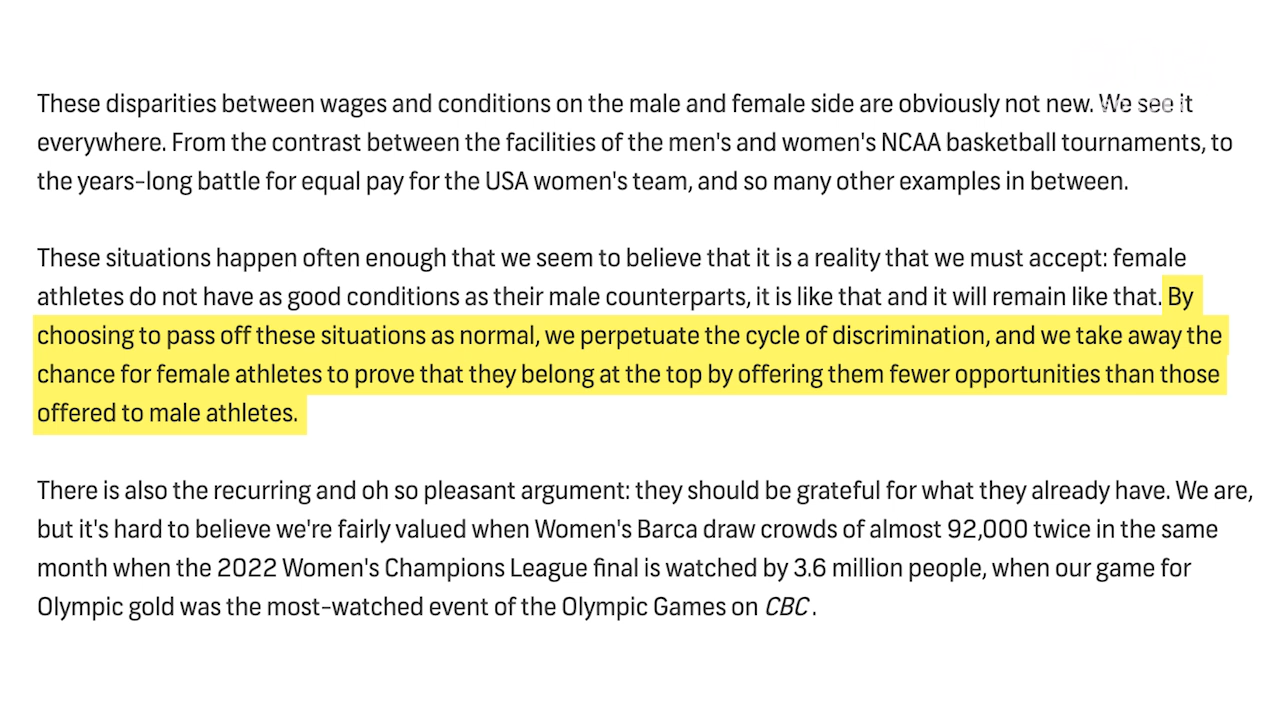 These disparities between wages and conditions on the male and female side are obviously not new. We see it
everywhere. From the contrast between the facilities of the men's and women's NCAA basketball tournaments, to
the years-long battle for equal pay for the USA women's team, and so many other examples in between.
These situations happen often enough that we seem to believe that it is a reality that we must accept: female
athletes do not have as good conditions as their male counterparts, it is like that and it will remain like that. By
choosing to pass off these situations as normal, we perpetuate the cycle of discrimination, and we take away the
chance for female athletes to prove that they belong at the top by offering them fewer opportunities than those
offered to male athletes.
There is also the recurring and oh so pleasant argument: they should be grateful for what they already have. We are,
but it's hard to believe we're fairly valued when Women's Barca draw crowds of almost 92,000 twice in the same
month when the 2022 Women's Champions League final is watched by 3.6 million people, when our game for
Olympic gold was the most-watched event of the Olympic Games on CBC .